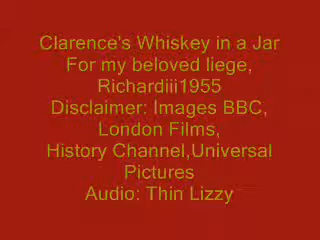 Clarence's Whiskey in a Jar
For my beloved liege,
Richardiii1955
Disclaimer: Images BBC,
London Films,
History Channel,Universal
Pictures
Audio: Thin Lizzy